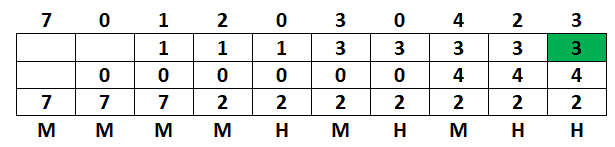 7 0 1 2 0 3 0 4 2 3
1 1 1 3 3 3 3 3
0 0 0 0 0 0 4 4 4
7 7 7 2 2 2 2 2 2 2
M M M M H M H M H H